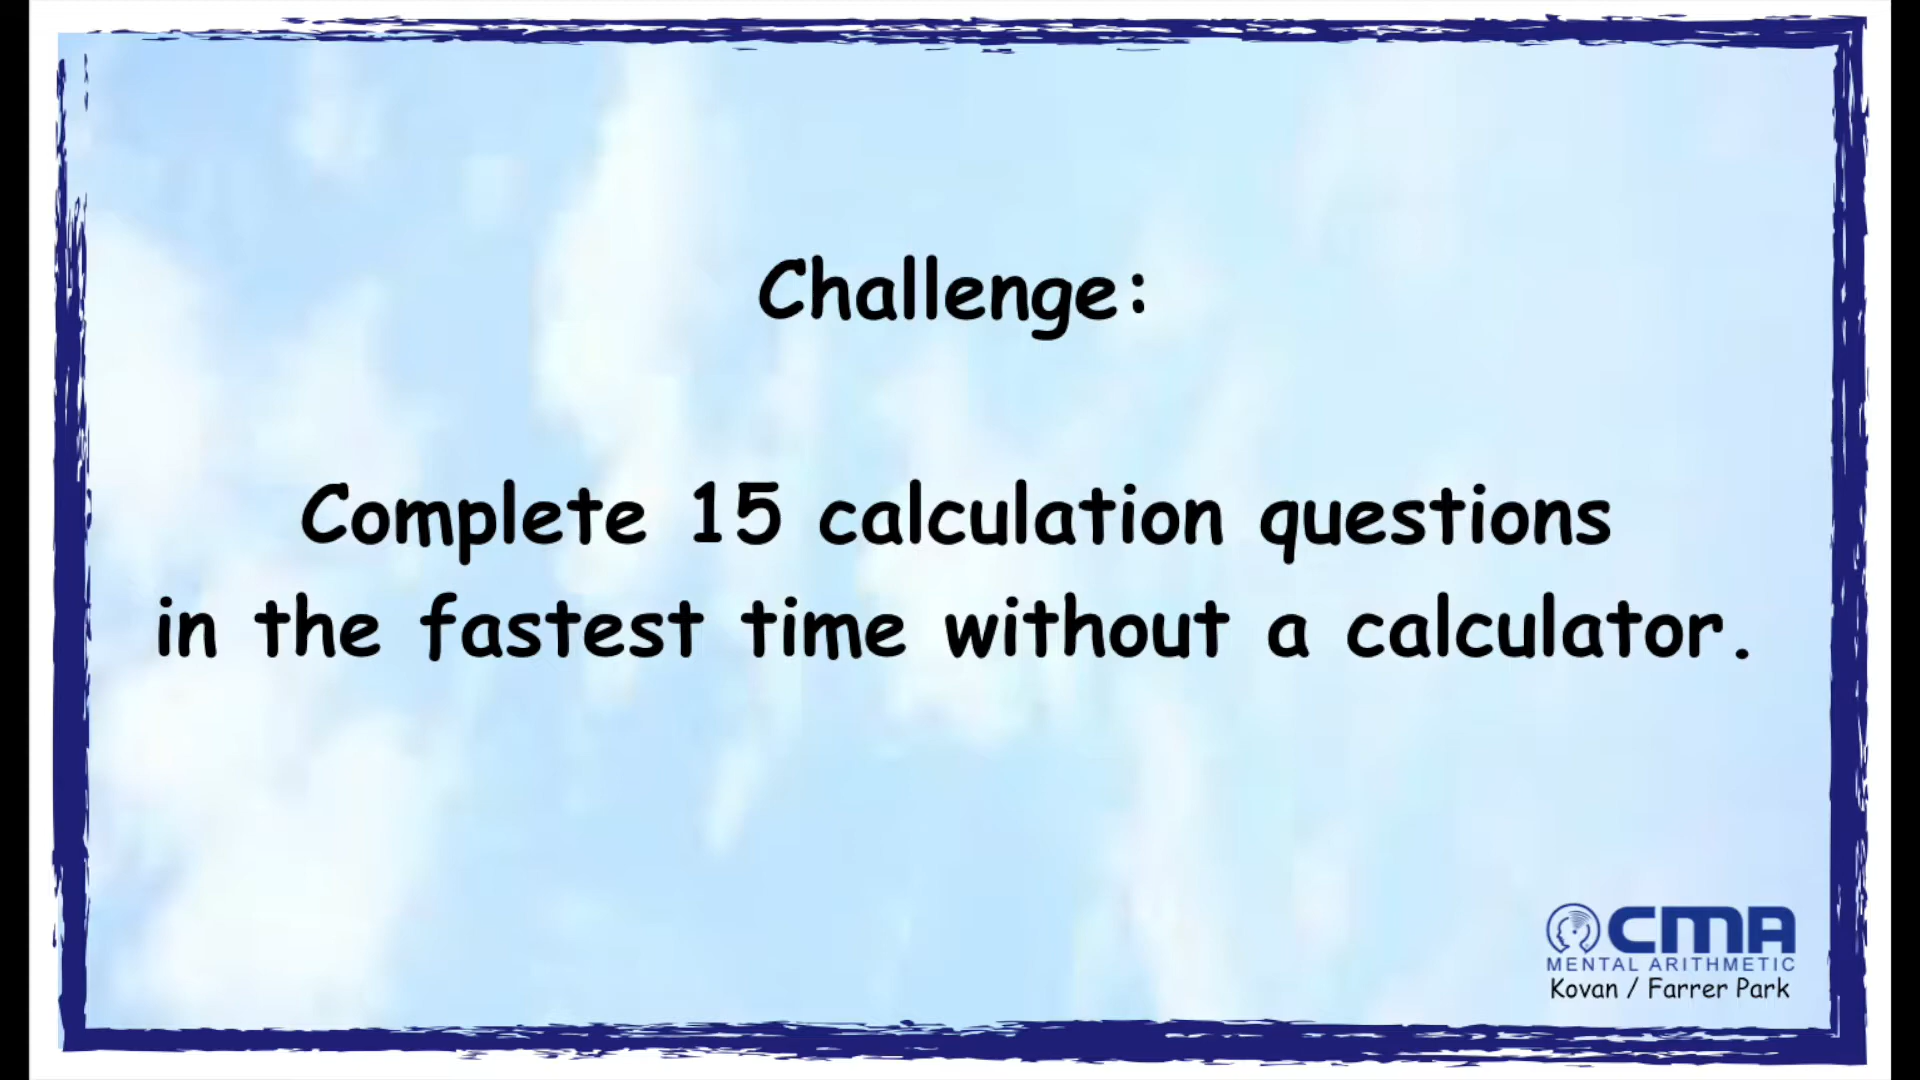 Challenge:
Complete 15 calculation questions
in the fastest time without a calculator.
CMA
MENTAL ARITHMETIC
Kovan / Farrer Park